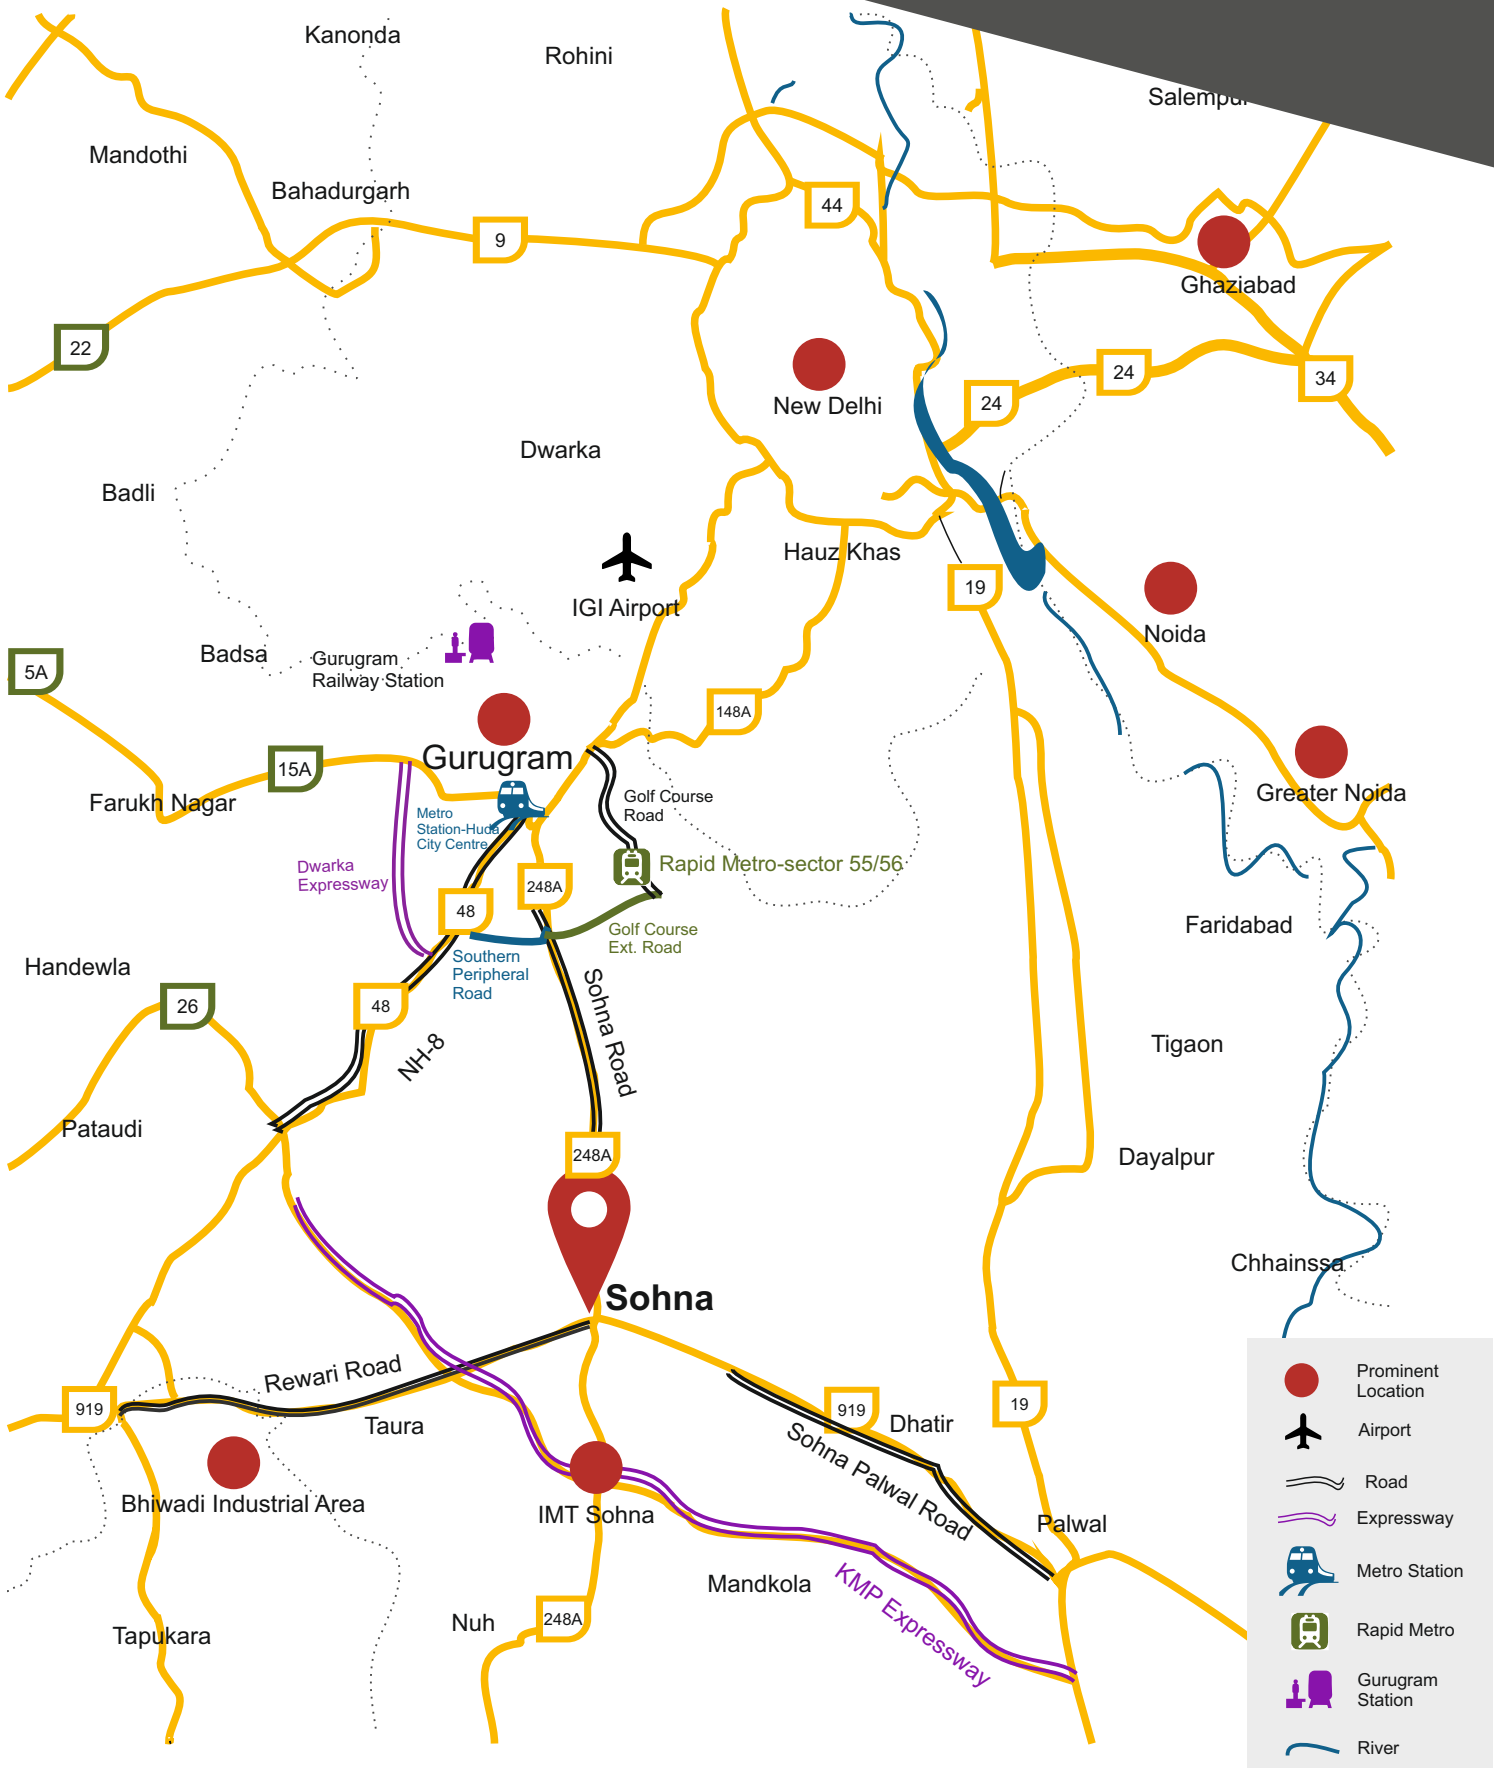 Kanonda
Rohini
Salempur
Mandothi
Bahadurgarh
44
9
Ghaziabad
22
24
24
34
New Delhi
Dwarka
Badli
Hauz Khas
19
IGI Airport
Noida
Badsa
Gurugram
Railway Station
5A
148A
Gurugram
15A
Golf Course
Road
Greater Noida
Farukh Nagar
Metro
Station-Huda
City Centre
Dwarka
Expressway
Rapid Metro-sector 55/56
248A
48
Faridabad
Golf Course
Ext. Road
Southern
Peripheral
Road
Handewla
26
48
Sohna Road
NH-8
Tigaon
Pataudi
248A
Dayalpur
Chhainssa
Sohna
Rewari Road
919
Taura
919
Dhatir
19
Sohna Palwal Road
Bhiwadi Industrial Area
IMT Sohna
Palwal
Mandkola
KMP Expressway
Nuh
248A
Tapukara
Prominent
Location
Airport
Road
Expressway
Metro Station
Rapid Metro
Gurugram
Station
River